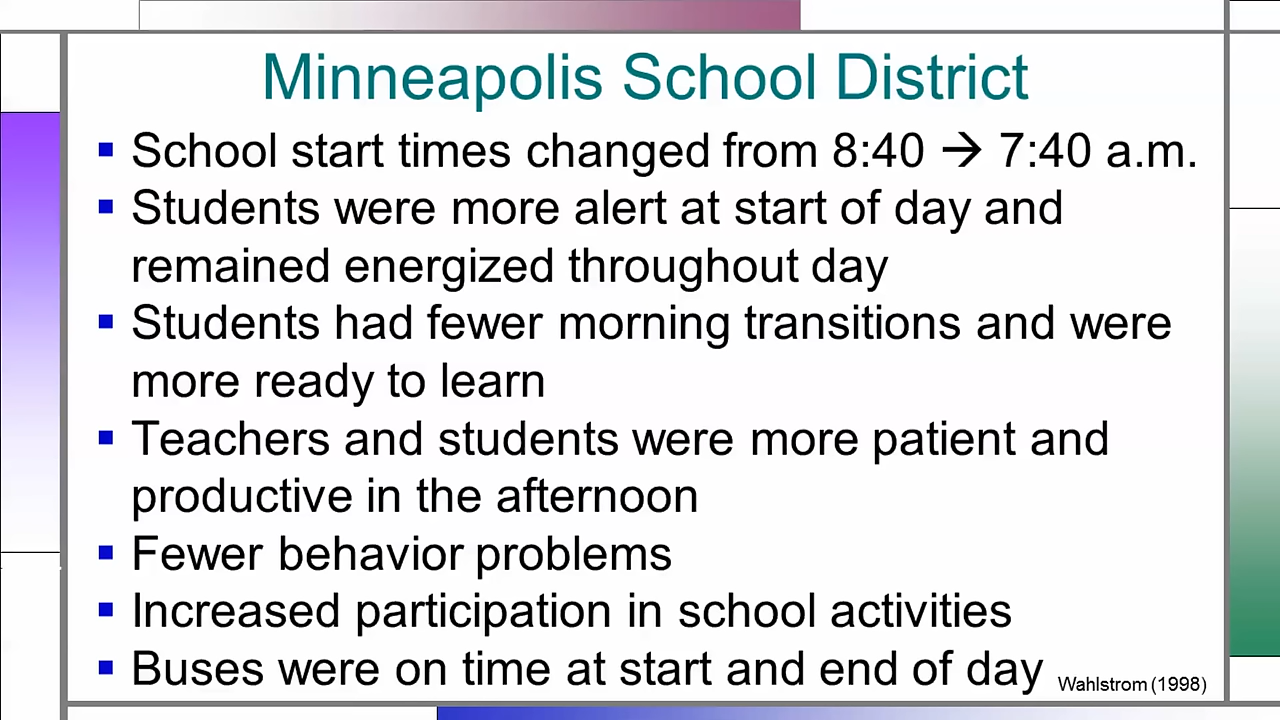 Minneapolis School District
▪ School start times changed from 8:40 → 7:40 a.m.
▪ Students were more alert at start of day and
remained energized throughout day
▪ Students had fewer morning transitions and were
more ready to learn
▪ Teachers and students were more patient and
productive in the afternoon
▪ Fewer behavior problems
▪ Increased participation in school activities
▪ Buses were on time at start and end of day
Wahlstrom (1998)